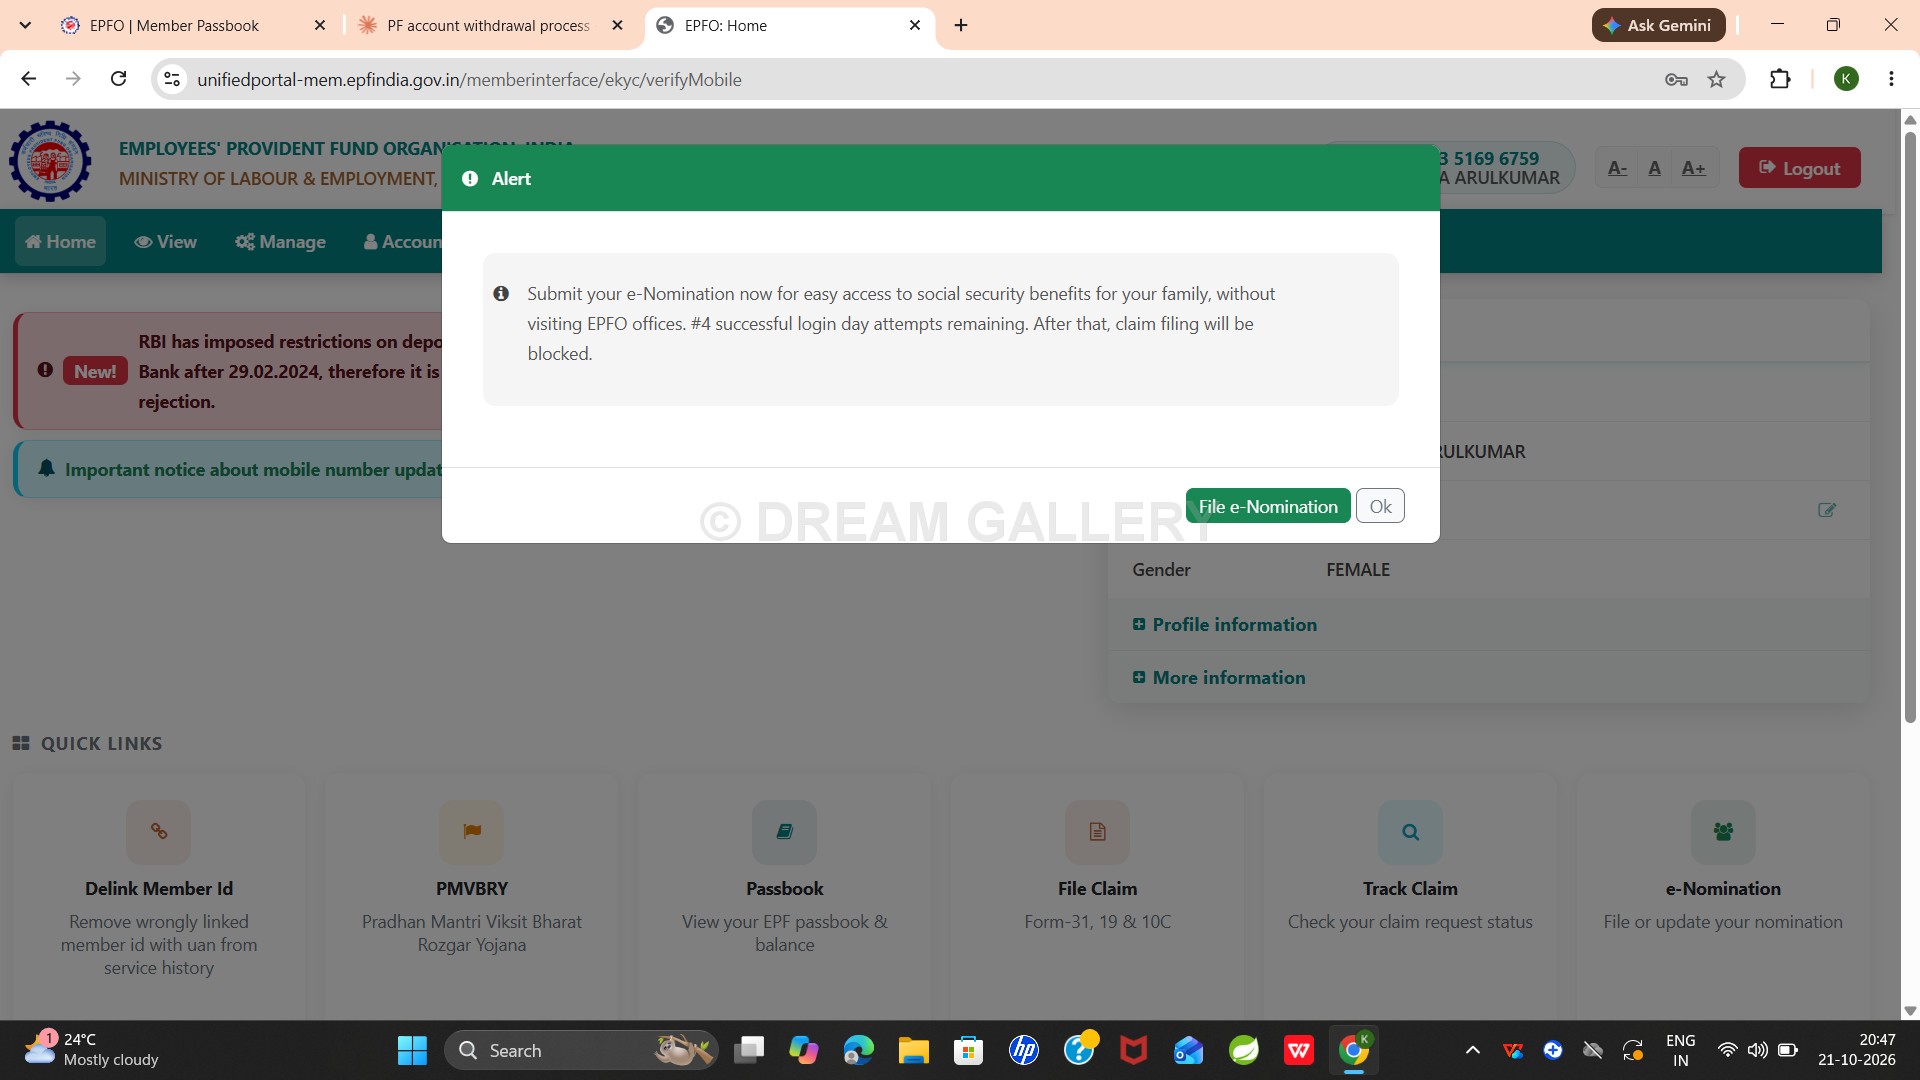 EPFO | Member Passbook
PF account withdrawal process
EPFO: Home
Ask Gemini
unifiedportal-mem.epfindia.gov.in/memberinterface/ekyc/verifyMobile
K
EMPLOYEES' PROVIDENT FUND ORGANISATION, INDIA
MINISTRY OF LABOUR & EMPLOYMENT,
3 5169 6759
A ARULKUMAR
A-
A
A+
Logout
Home
View
Manage
Accoun
Alert
Submit your e-Nomination now for easy access to social security benefits for your family, without
visiting EPFO offices. #4 successful login day attempts remaining. After that, claim filing will be
blocked.
File e-Nomination
Ok
© DREAM GALLERY
New!
RBI has imposed restrictions on depo
Bank after 29.02.2024, therefore it is
rejection.
Important notice about mobile number updat
RULKUMAR
Gender FEMALE
Profile information
More information
QUICK LINKS
Delink Member Id
Remove wrongly linked
member id with uan from
service history
PMVBRY
Pradhan Mantri Viksit Bharat
Rozgar Yojana
Passbook
View your EPF passbook &
balance
File Claim
Form-31, 19 & 10C
Track Claim
Check your claim request status
e-Nomination
File or update your nomination
1
24°C
Mostly cloudy
Search
hp
K
ENG
IN
20:47
21-10-2026